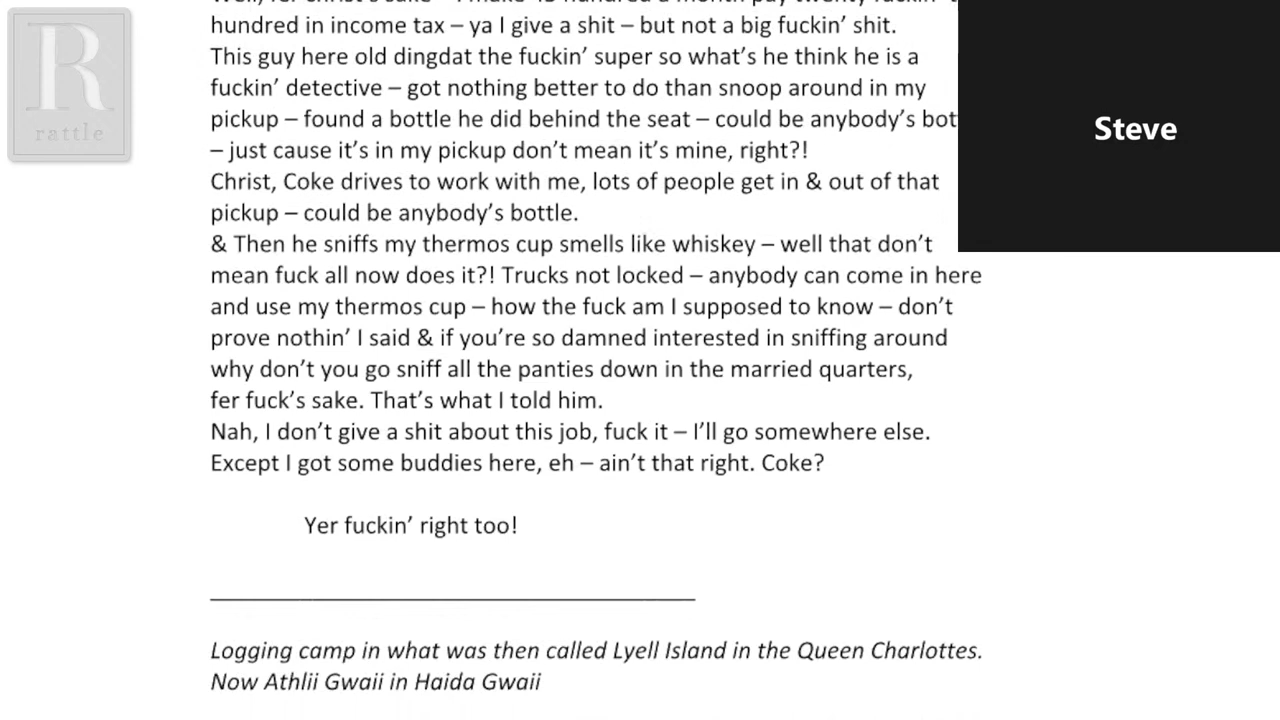 hundred in income tax – ya I give a shit – but not a big fuckin’ shit.
This guy here old dingdat the fuckin’ super so what’s he think he is a
fuckin’ detective – got nothing better to do than snoop around in my
pickup – found a bottle he did behind the seat – could be anybody’s bot
– just cause it’s in my pickup don’t mean it’s mine, right?!
Christ, Coke drives to work with me, lots of people get in & out of that
pickup – could be anybody’s bottle.
& Then he sniffs my thermos cup smells like whiskey – well that don’t
mean fuck all now does it?! Trucks not locked – anybody can come in here
and use my thermos cup – how the fuck am I supposed to know – don’t
prove nothin’ I said & if you’re so damned interested in sniffing around
why don’t you go sniff all the panties down in the married quarters,
fer fuck’s sake. That’s what I told him.
Nah, I don’t give a shit about this job, fuck it – I’ll go somewhere else.
Except I got some buddies here, eh – ain’t that right. Coke?
Yer fuckin’ right too!
Logging camp in what was then called Lyell Island in the Queen Charlottes.
Now Athlii Gwaii in Haida Gwaii
R
rattle
Steve